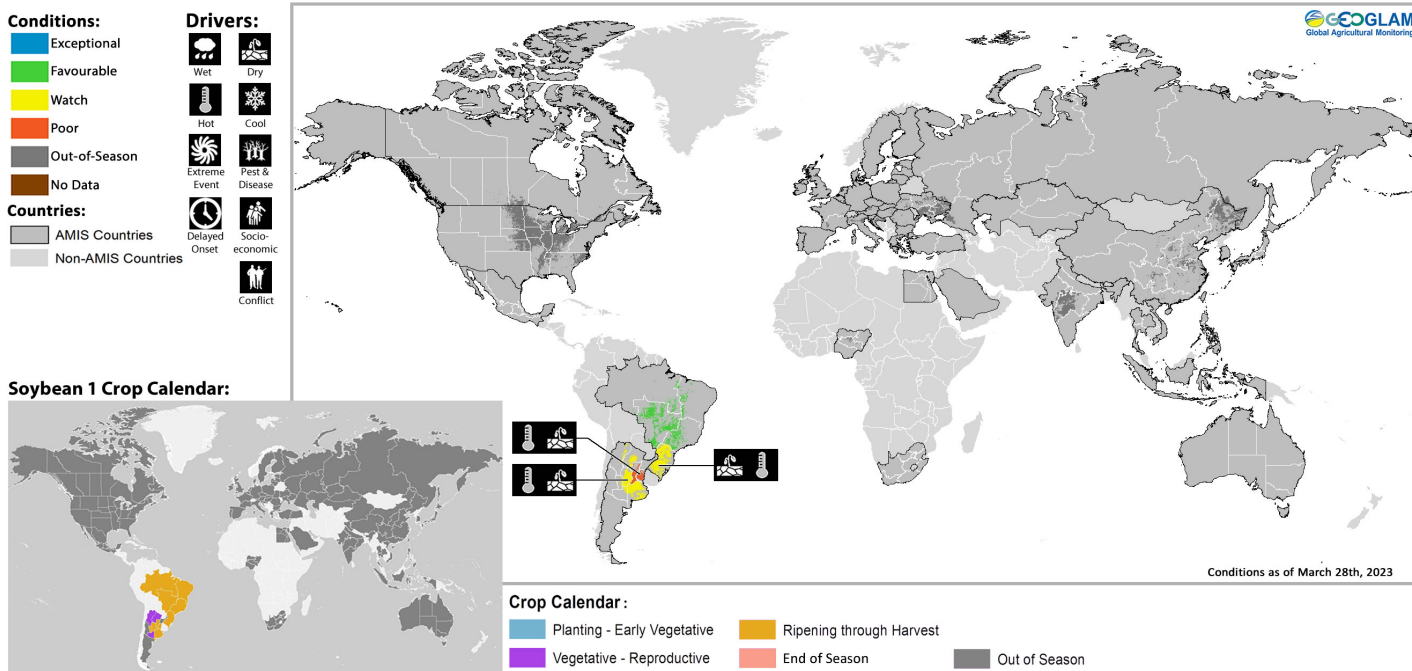 Conditions:
Exceptional
Favourable
Watch
Poor
Out-of-Season
No Data
Countries:
AMIS Countries
Non-AMIS Countries
Drivers:
Wet
Dry
Hot
Cool
Extreme
Event
Pest &
Disease
Delayed
Onset
Socio-
economic
Conflict
GEOGLAM
Global Agricultural Monitoring
Conditions as of March 28th, 2023
Soybean 1 Crop Calendar:
Crop Calendar :
Planting - Early Vegetative
Ripening through Harvest
Vegetative - Reproductive
End of Season
Out of Season